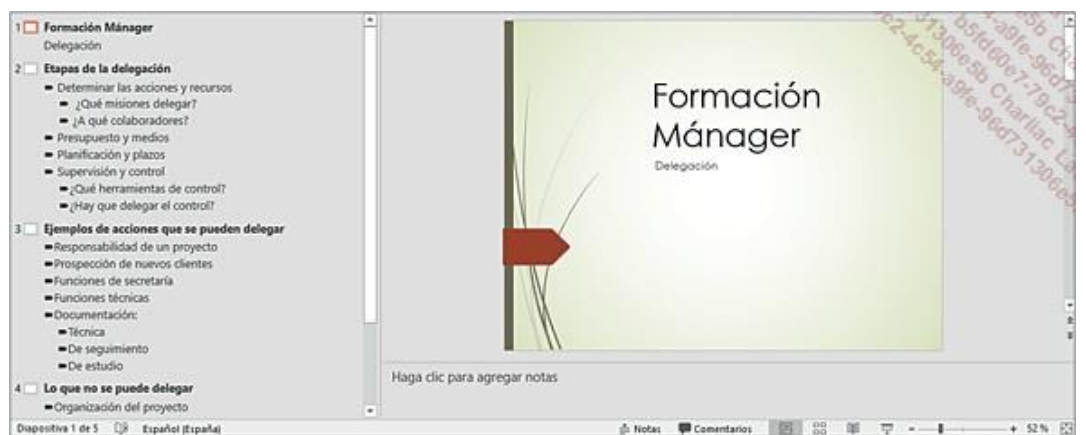 1 Formación Mánager
Delegación
2 Etapas de la delegación
Determinar las acciones y recursos
¿Qué misiones delegar?
¿A qué colaboradores?
Presupuesto y medios
Planificación y plazos
Supervisión y control
¿Qué herramientas de control?
¿Hay que delegar el control?
3 Ejemplos de acciones que se pueden delegar
Responsabilidad de un proyecto
Prospección de nuevos clientes
Funciones de secretaría
Funciones técnicas
Documentación:
Técnica
De seguimiento
De estudio
4 Lo que no se puede delegar
Organización del proyecto
Formación
Mánager
Delegación
Haga clic para agregar notas
Diapositiva 1 de 5 Español (España)
Notas Comentarios 52 %